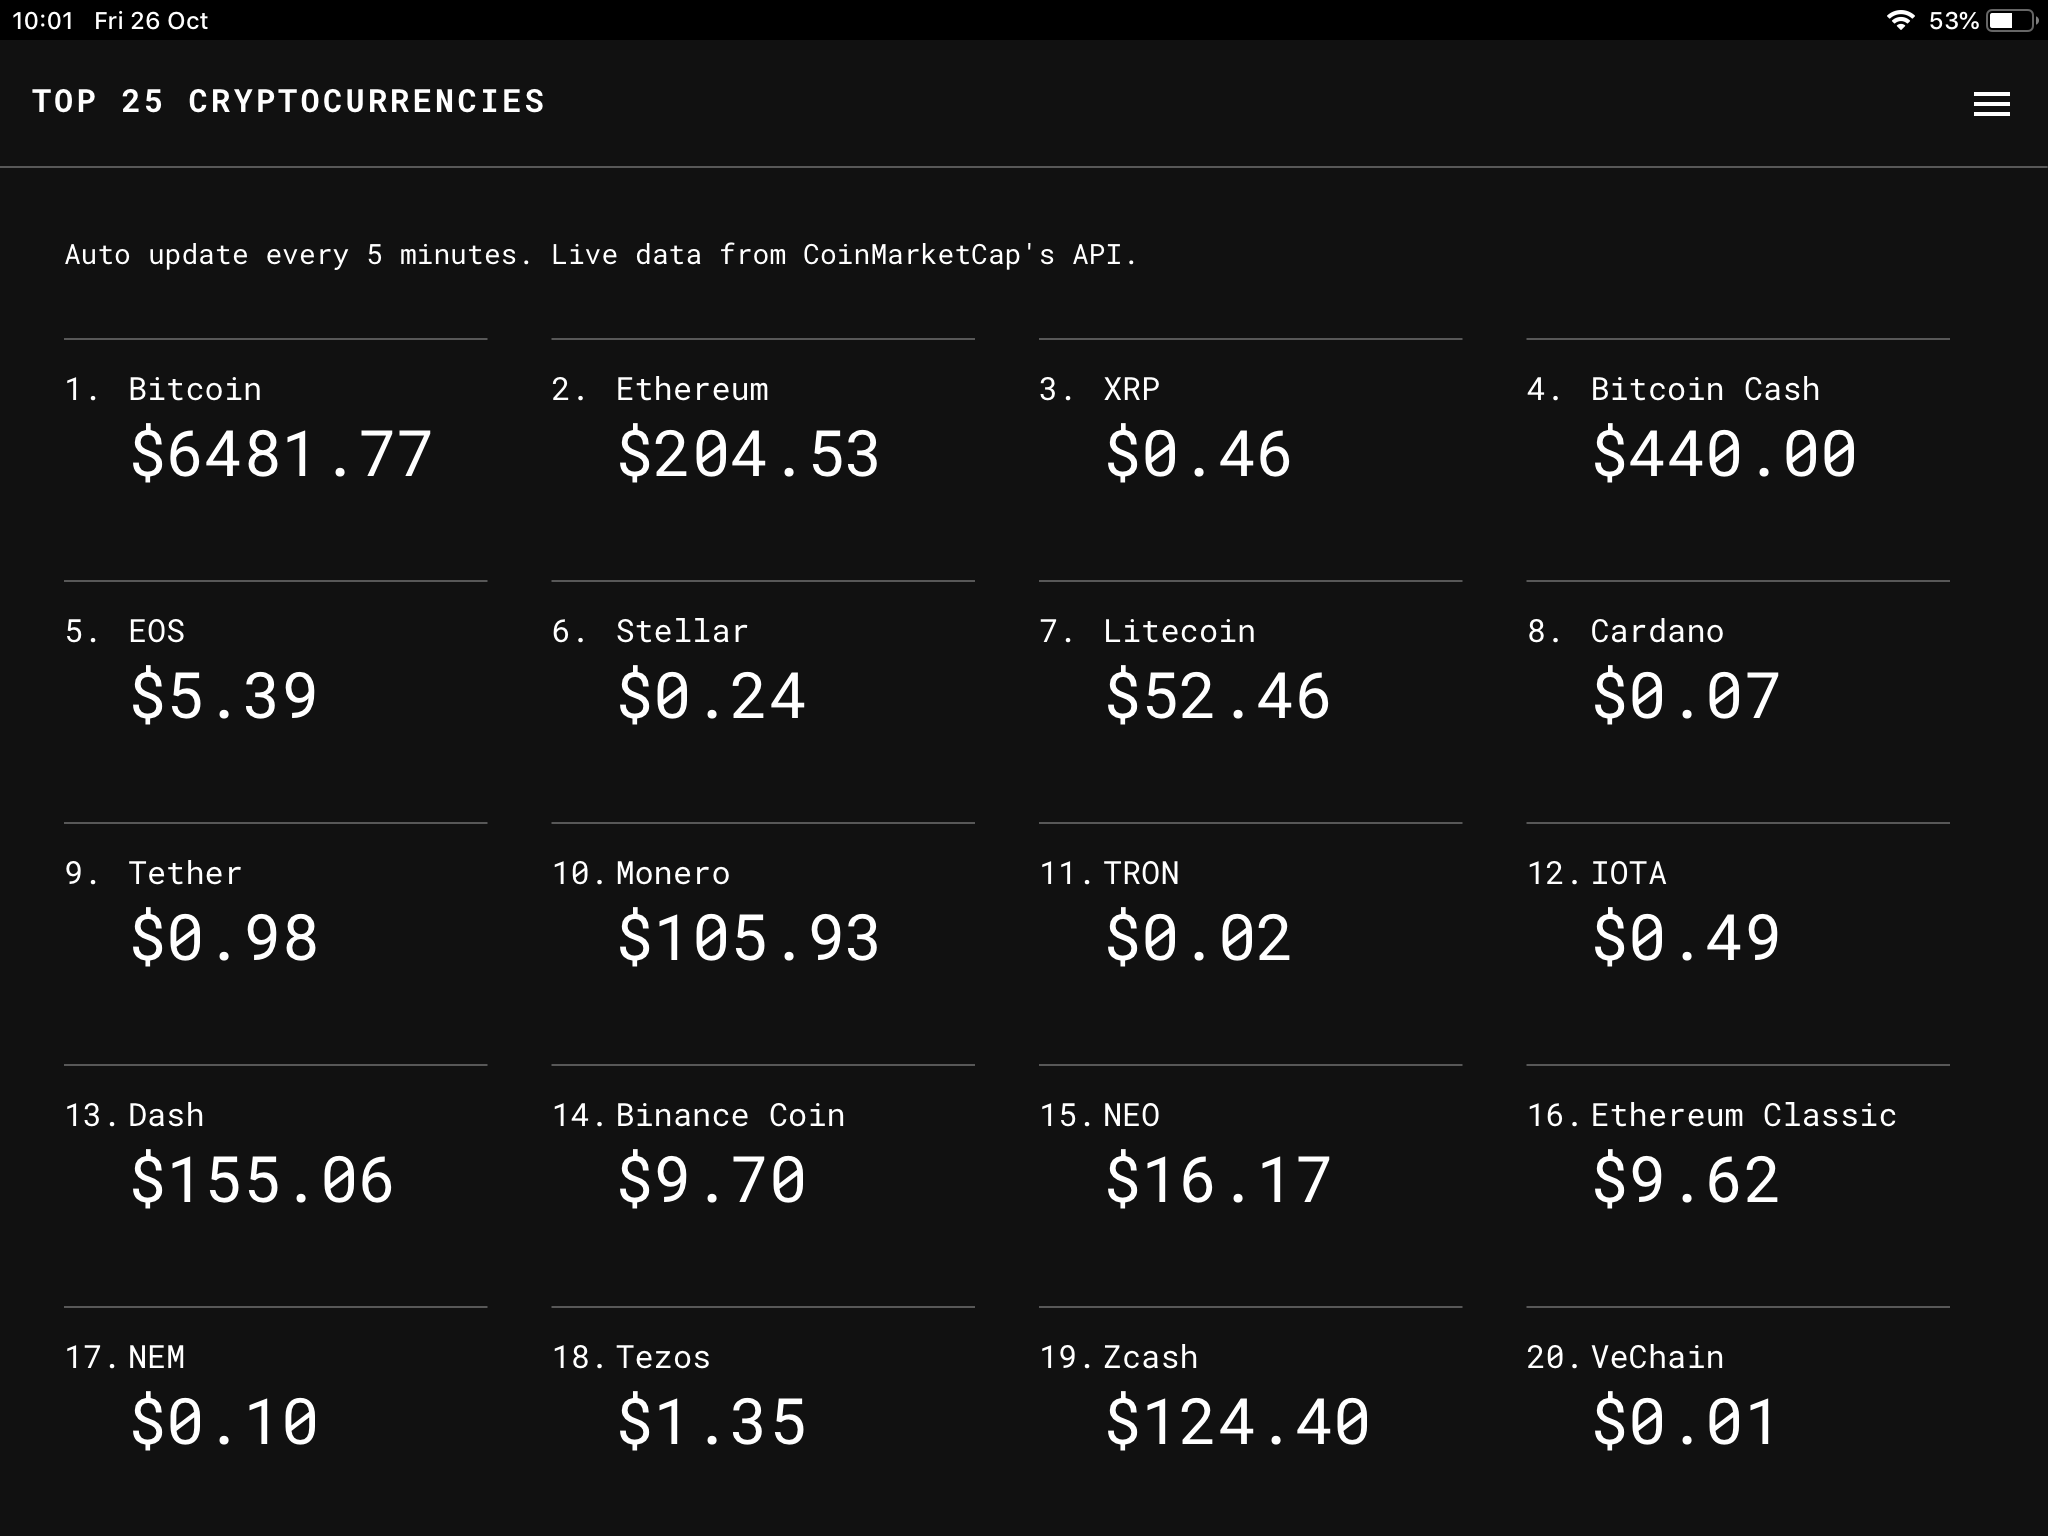 10:01 Fri 26 Oct 53%
TOP 25 CRYPTOCURRENCIES
Auto update every 5 minutes. Live data from CoinMarketCap's API.
1. Bitcoin
$6481.77
2. Ethereum
$204.53
3. XRP
$0.46
4. Bitcoin Cash
$440.00
5. EOS
$5.39
6. Stellar
$0.24
7. Litecoin
$52.46
8. Cardano
$0.07
9. Tether
$0.98
10. Monero
$105.93
11. TRON
$0.02
12. IOTA
$0.49
13. Dash
$155.06
14. Binance Coin
$9.70
15. NEO
$16.17
16. Ethereum Classic
$9.62
17. NEM
$0.10
18. Tezos
$1.35
19. Zcash
$124.40
20. VeChain
$0.01